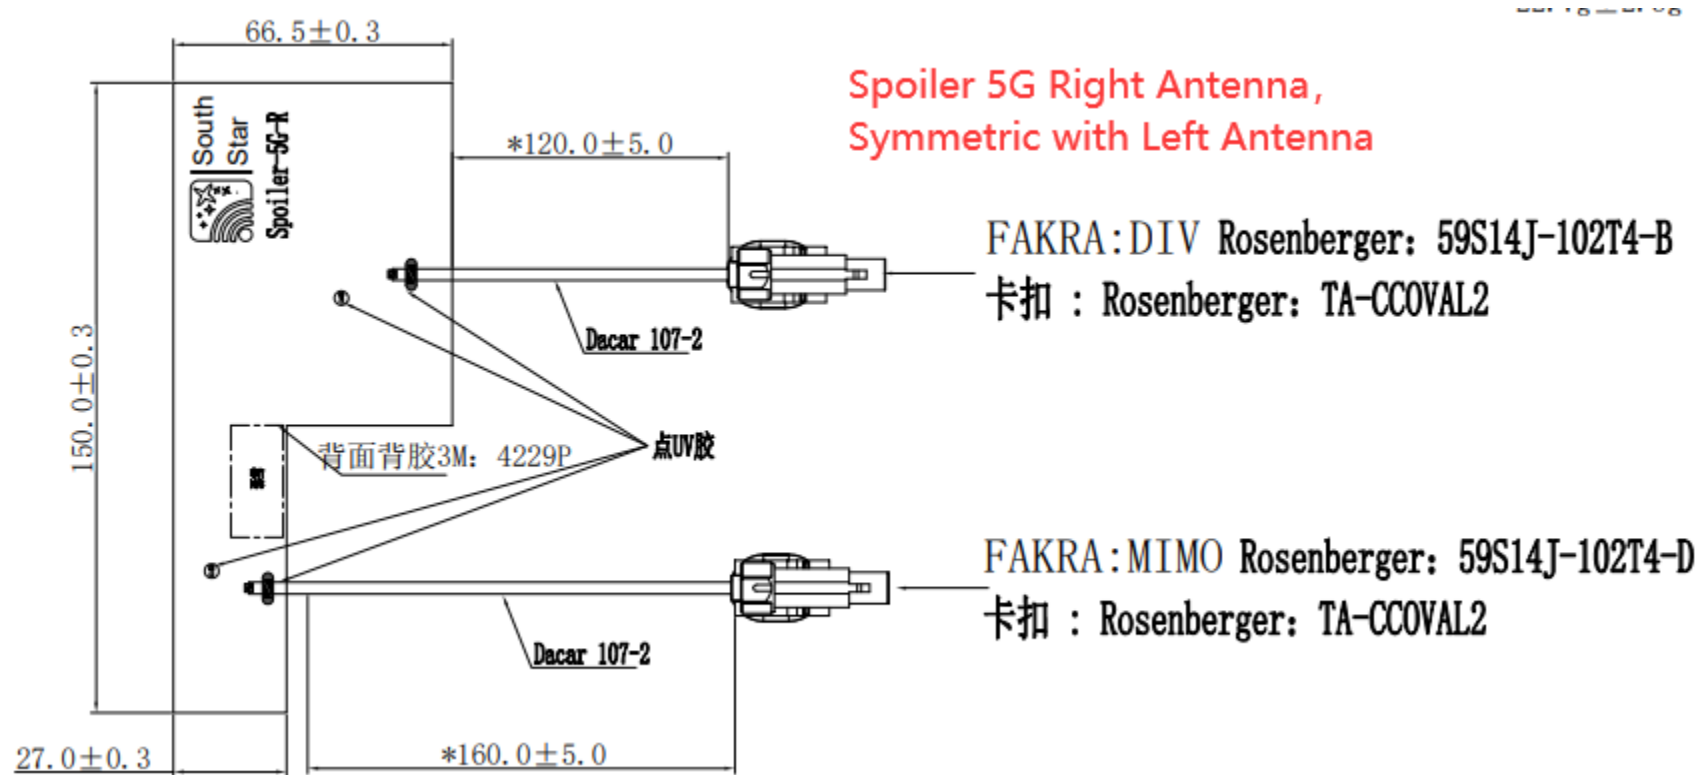 66.5±0.3
Spoiler 5G Right Antenna,
Symmetric with Left Antenna
South
Star
Spoiler-5G-R
*120.0±5.0
FAKRA:DIV Rosenberger: 59S14J-102T4-B
卡扣 : Rosenberger: TA-CCOVAL2
Dacar 107-2
150.0±0.3
背面背胶3M: 4229P
点UV胶
FAKRA:MIMO Rosenberger: 59S14J-102T4-D
卡扣 : Rosenberger: TA-CCOVAL2
Dacar 107-2
27.0±0.3
*160.0±5.0